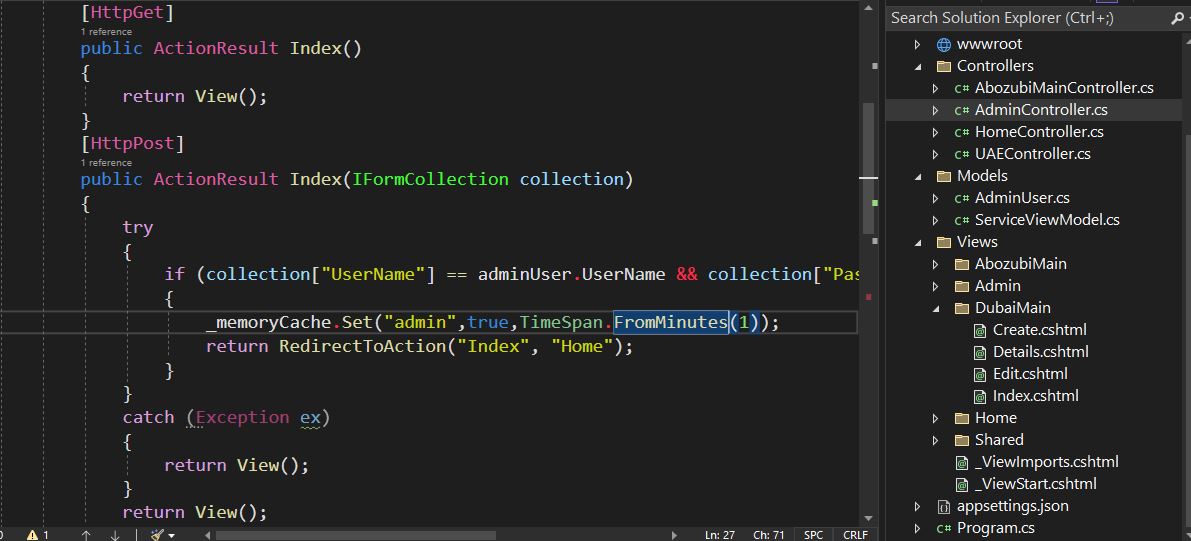 [HttpGet]
1 reference
public ActionResult Index()
{
return View();
}
[HttpPost]
1 reference
public ActionResult Index(IFormCollection collection)
{
try
{
if (collection["UserName"] == adminUser.UserName && collection["Pas
{
_memoryCache.Set("admin",true,TimeSpan.FromMinutes(1));
return RedirectToAction("Index", "Home");
}
}
catch (Exception ex)
{
return View();
}
return View();
1
Ln: 27
Ch: 71
SPC
CRLF
Search Solution Explorer (Ctrl+;)
wwwroot
Controllers
C# AbozubiMainController.cs
C# AdminController.cs
C# HomeController.cs
C# UAEController.cs
Models
C# AdminUser.cs
C# ServiceViewModel.cs
Views
AbozubiMain
Admin
DubaiMain
Create.cshtml
Details.cshtml
Edit.cshtml
Index.cshtml
Home
Shared
_ViewImports.cshtml
_ViewStart.cshtml
appsettings.json
C# Program.cs